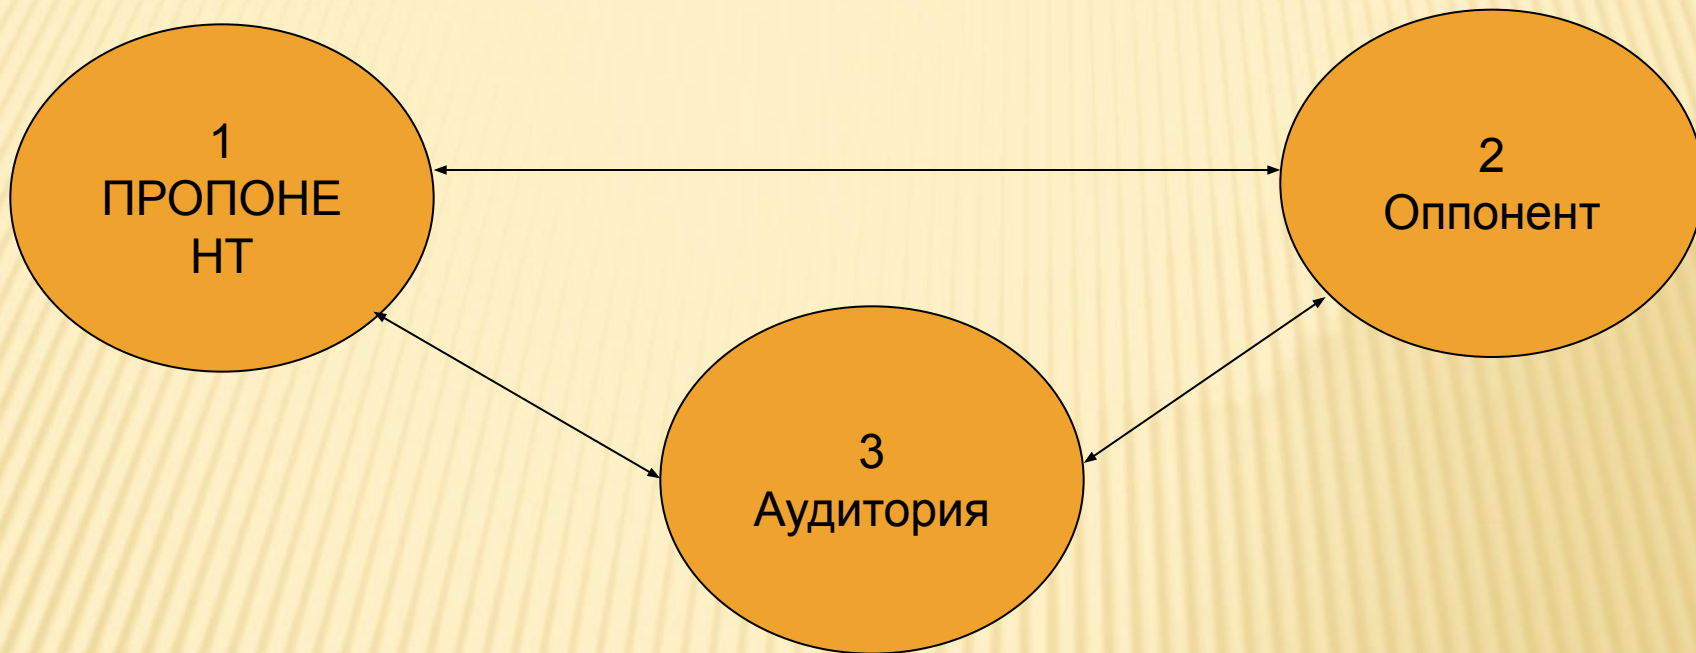 1
ПРОПОНЕ
НТ
2
Оппонент
3
Аудитория